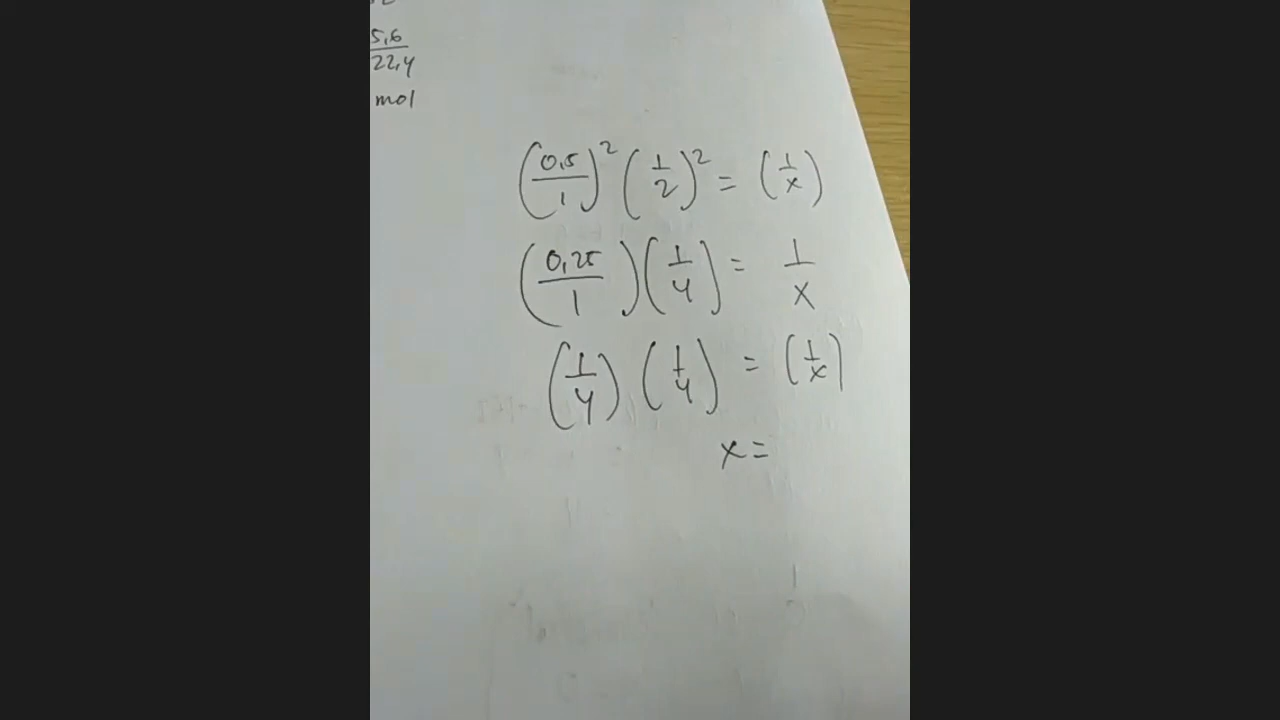 5,6
22,4
mol
(0,5/1)² (1/2)² = (1/x)
(0,25/1) (1/4) = 1/x
(1/4) (1/4) = (1/x)
x =